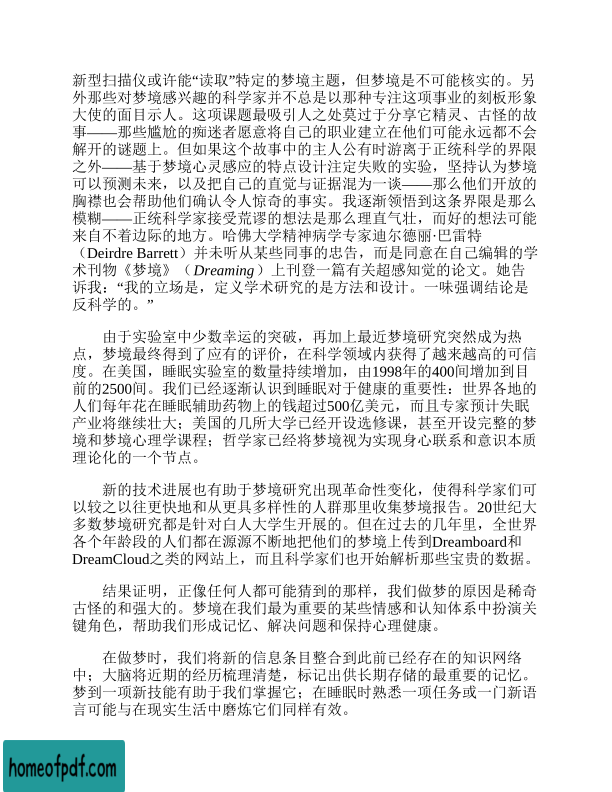 新型扫描仪或许能“读取”特定的梦境主题，但梦境是不可能核实的。另
外那些对梦境感兴趣的科学家并不总是以那种专注这项事业的刻板形象
大使的面目示人。这项课题最吸引人之处莫过于分享它精灵、古怪的故
事——那些尴尬的痴迷者愿意将自己的职业建立在他们可能永远都不会
解开的谜题上。但如果这个故事中的主人公有时游离于正统科学的界限
之外——基于梦境心灵感应的特点设计注定失败的实验，坚持认为梦境
可以预测未来，以及把自己的直觉与证据混为一谈——那么他们开放的
胸襟也会帮助他们确认令人惊奇的事实。我逐渐领悟到这条界限是那么
模糊——正统科学家接受荒谬的想法是那么理直气壮，而好的想法可能
来自不着边际的地方。哈佛大学精神病学专家迪尔德丽·巴雷特
（Deirdre Barrett）并未听从某些同事的忠告，而是同意在自己编辑的学
术刊物《梦境》（Dreaming）上刊登一篇有关超感知觉的论文。她告
诉我：“我的立场是，定义学术研究的是方法和设计。一味强调结论是
反科学的。”
由于实验室中少数幸运的突破，再加上最近梦境研究突然成为热
点，梦境最终得到了应有的评价，在科学领域内获得了越来越高的可信
度。在美国，睡眠实验室的数量持续增加，由1998年的400间增加到目
前的2500间。我们已经逐渐认识到睡眠对于健康的重要性：世界各地的
人们每年花在睡眠辅助药物上的钱超过500亿美元，而且专家预计失眠
产业将继续壮大；美国的几所大学已经开设选修课，甚至开设完整的梦
境和梦境心理学课程；哲学家已经将梦境视为实现身心联系和意识本质
理论化的一个节点。
新的技术进展也有助于梦境研究出现革命性变化，使得科学家们可
以较之以往更快地和从更具多样性的人群那里收集梦境报告。20世纪大
多数梦境研究都是针对白人大学生开展的。但在过去的几年里，全世界
各个年龄段的人们都在源源不断地把他们的梦境上传到Dreamboard和
DreamCloud之类的网站上，而且科学家们也开始解析那些宝贵的数据。
结果证明，正像任何人都可能猜到的那样，我们做梦的原因是稀奇
古怪的和强大的。梦境在我们最为重要的某些情感和认知体系中扮演关
键角色，帮助我们形成记忆、解决问题和保持心理健康。
在做梦时，我们将新的信息条目整合到此前已经存在的知识网络
中；大脑将近期的经历梳理清楚，标记出供长期存储的最重要的记忆。
梦到一项新技能有助于我们掌握它；在睡眠时熟悉一项任务或一门新语
言可能与在现实生活中磨炼它们同样有效。
homeofpdf.com